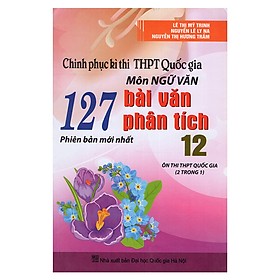 LÊ THỊ MỸ TRINH
NGUYỄN LÊ LY NA
NGUYỄN THỊ HƯƠNG TRẦM
Chinh phục kì thi THPT Quốc gia
Môn NGỮ VĂN
127 bài văn
phân tích
Phiên bản mới nhất
12
ÔN THI THPT QUỐC GIA
(2 TRONG 1)
Nhà xuất bản Đại học Quốc gia Hà Nội